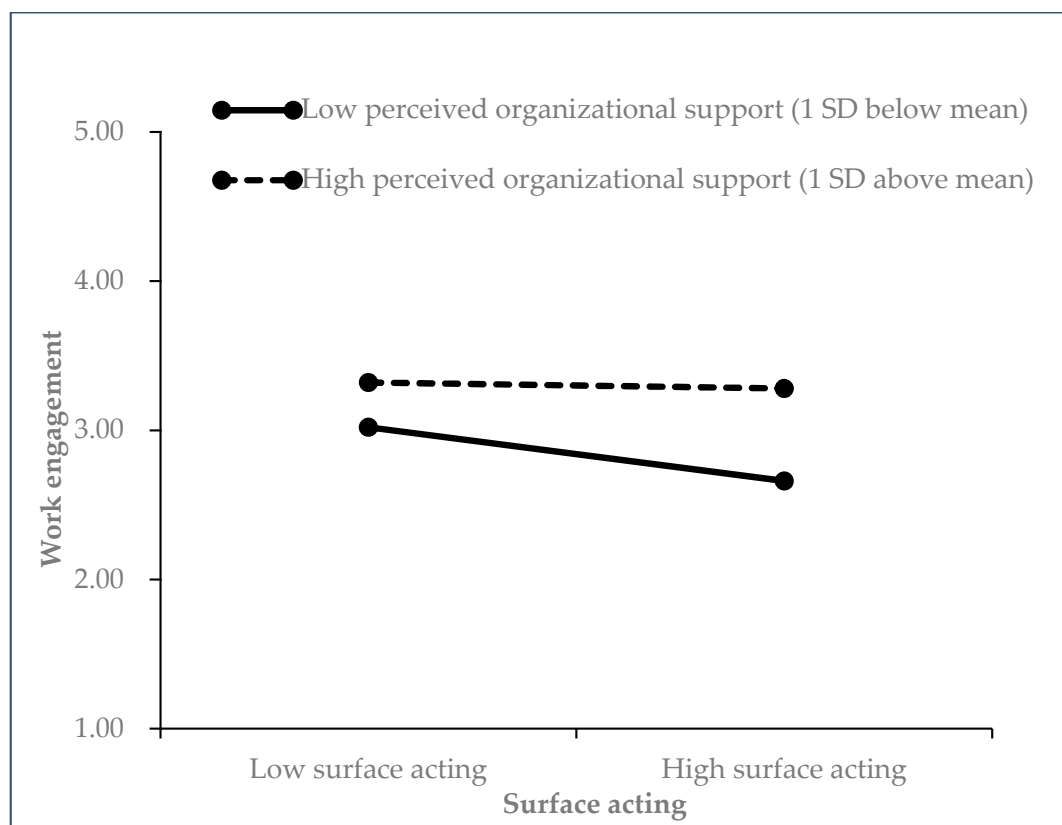 Low perceived organizational support (1 SD below mean)
5.00
High perceived organizational support (1 SD above mean)
4.00
Work engagement
3.00
2.00
1.00
Low surface acting
High surface acting
Surface acting